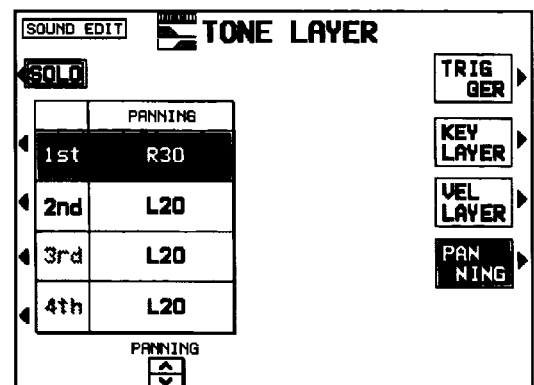 SOUND EDIT
TONE LAYER
SOLO
PANNING
1st R30
2nd L20
3rd L20
4th L20
PANNING
TRIG
GER
KEY
LAYER
VEL
LAYER
PAN
NING